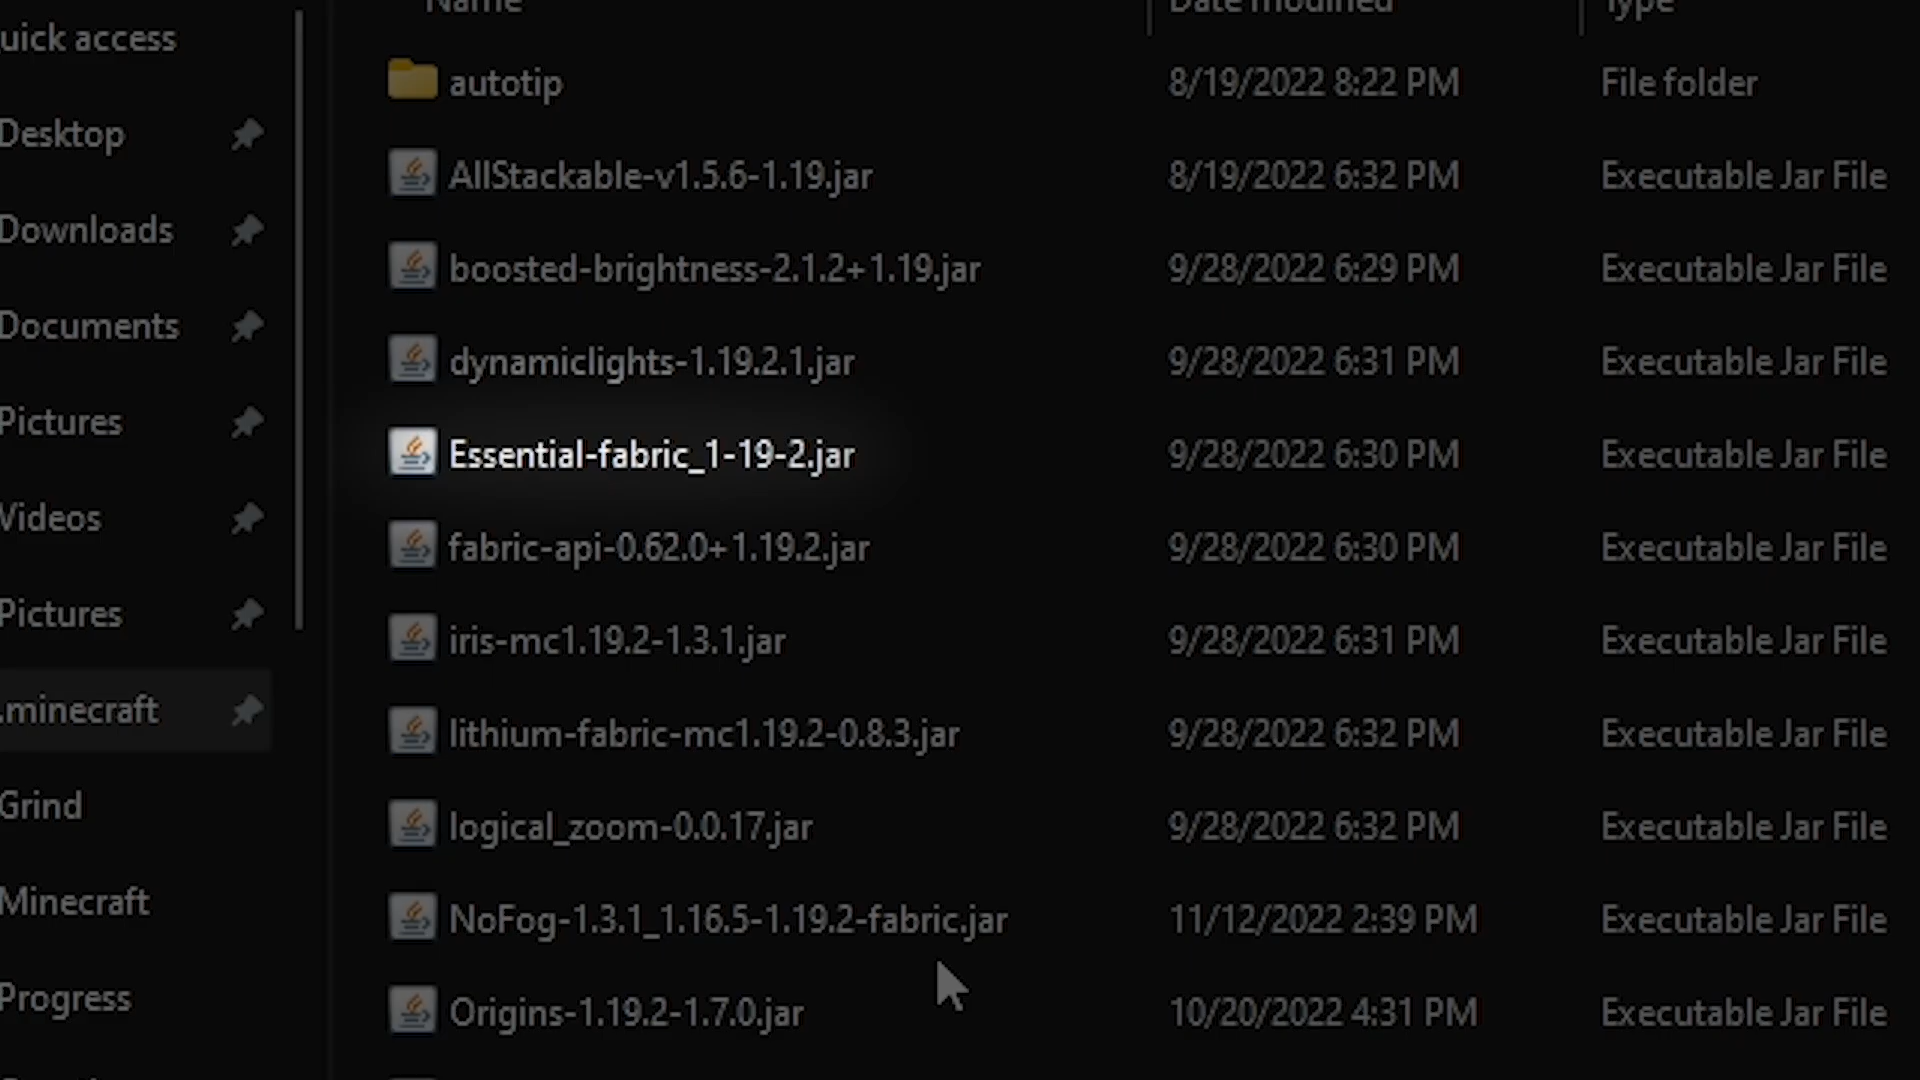 Name Date modified Type
uick access
autotip 8/19/2022 8:22 PM File folder
Desktop
AllStackable-v1.5.6-1.19.jar 8/19/2022 6:32 PM Executable Jar File
Downloads
boosted-brightness-2.1.2+1.19.jar 9/28/2022 6:29 PM Executable Jar File
Documents
dynamiclights-1.19.2.1.jar 9/28/2022 6:31 PM Executable Jar File
Pictures
Essential-fabric_1-19-2.jar 9/28/2022 6:30 PM Executable Jar File
Videos
fabric-api-0.62.0+1.19.2.jar 9/28/2022 6:30 PM Executable Jar File
Pictures
iris-mc1.19.2-1.3.1.jar 9/28/2022 6:31 PM Executable Jar File
.minecraft
lithium-fabric-mc1.19.2-0.8.3.jar 9/28/2022 6:32 PM Executable Jar File
Grind
logical_zoom-0.0.17.jar 9/28/2022 6:32 PM Executable Jar File
Minecraft
NoFog-1.3.1_1.16.5-1.19.2-fabric.jar 11/12/2022 2:39 PM Executable Jar File
Progress
Origins-1.19.2-1.7.0.jar 10/20/2022 4:31 PM Executable Jar File